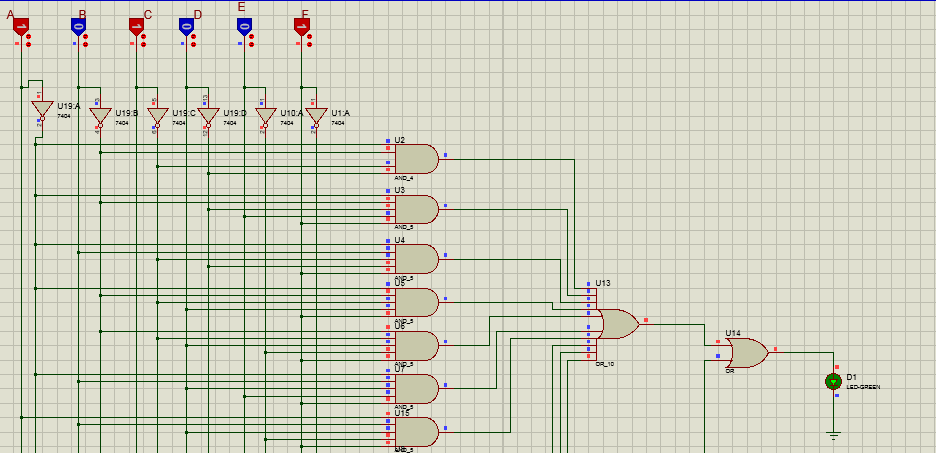 A B C D E F
1 0 1 0 0 1
U19:A U19:B U19:C U19:D U10:A U1:A
7404 7404 7404 7404 7404 7404
U2
AND_4
U3
AND_5
U4
AND_5
U5
AND_5
U6
AND_5
U7
AND_5
U15
U13
OR_10
U14
OR
D1
LED-GREEN